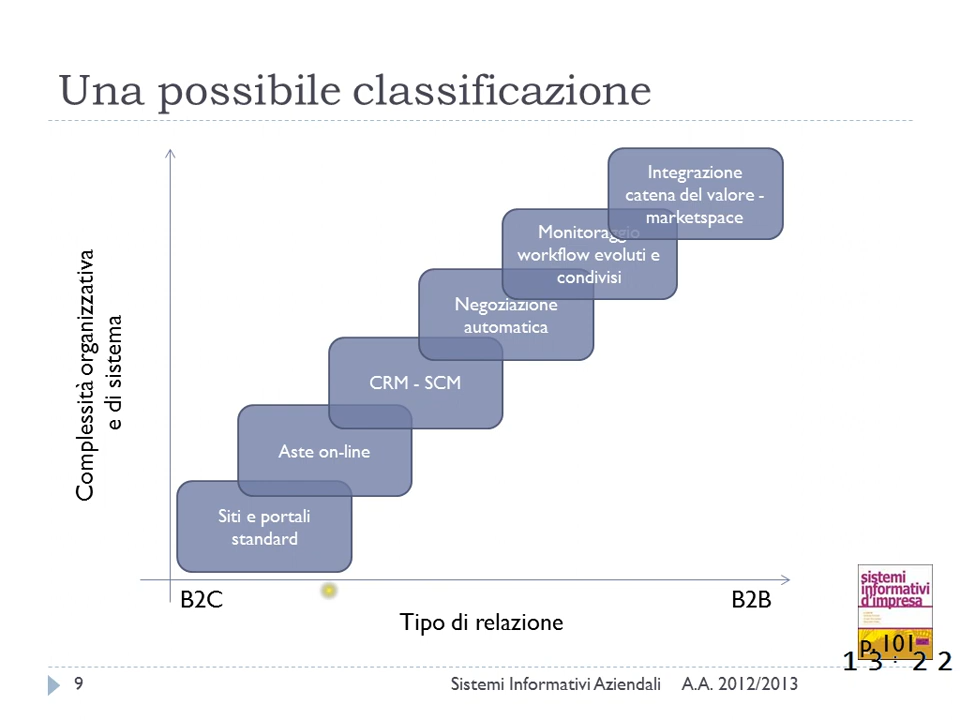 Una possibile classificazione
Complessità organizzativa
e di sistema
Integrazione
catena del valore -
marketspace
Monitoraggio
workflow evoluti e
condivisi
Negoziazione
automatica
CRM - SCM
Aste on-line
Siti e portali
standard
B2C
B2B
Tipo di relazione
sistemi
informativi
d'impresa
p. 101
13:22
9
Sistemi Informativi Aziendali
A.A. 2012/2013